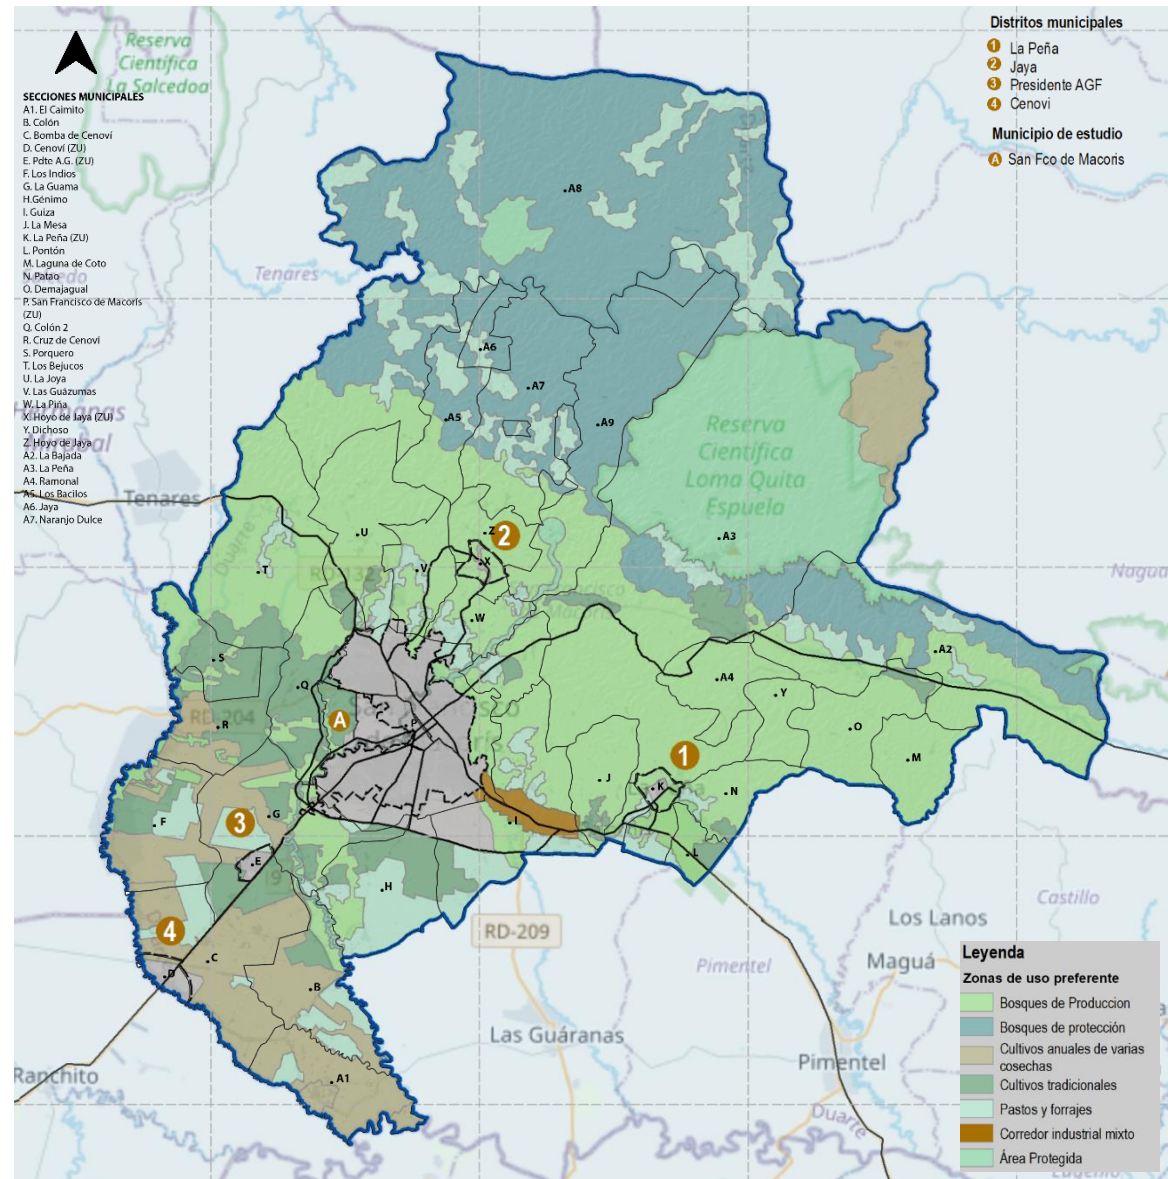 Reserva
Científica
La Salcedoa
SECCIONES MUNICIPALES
A1. El Caimito
B. Colón
C. Bomba de Cenoví
D. Cenoví (ZU)
E. Pdte A.G. (ZU)
F. Los Indios
G. La Guama
H.Génimo
I. Guiza
J. La Mesa
K. La Peña (ZU)
L. Pontón
M. Laguna de Coto
N. Patao
O. Demajagual
P. San Francisco de Macorís
(ZU)
Q. Colón 2
R. Cruz de Cenoví
S. Porquero
T. Los Bejucos
U. La Joya
V. Las Guázumas
W. La Piña
X. Hoyo de Jaya (ZU)
Y. Dichoso
Z. Hoyo de Jaya
A2. La Bajada
A3. La Peña
A4. Ramonal
A5. Los Bacilos
A6. Jaya
A7. Naranjo Dulce
Distritos municipales
1 La Peña
2 Jaya
3 Presidente AGF
4 Cenovi
Municipio de estudio
A San Fco de Macoris
Salcedo
Tenares
Hermanas
Mirabal
Tenares
Duarte
A8
A6
A7
A5
A9
Reserva
Científica
Loma Quita
Espuela
A3
Nagua
U
Z
2
X
T
V
W
S
Q
A4
A2
Y
R
RD-204
A
P
O
M
1
J
K
N
F
3
G
I
E
L
H
4
C
D
B
A1
RD-209
Castillo
Los Lanos
Maguá
Pimentel
Las Guáranas
Pimentel
Ranchito
Duarte
Leyenda
Zonas de uso preferente
Bosques de Produccion
Bosques de protección
Cultivos anuales de varias
cosechas
Cultivos tradicionales
Pastos y forrajes
Corredor industrial mixto
Área Protegida